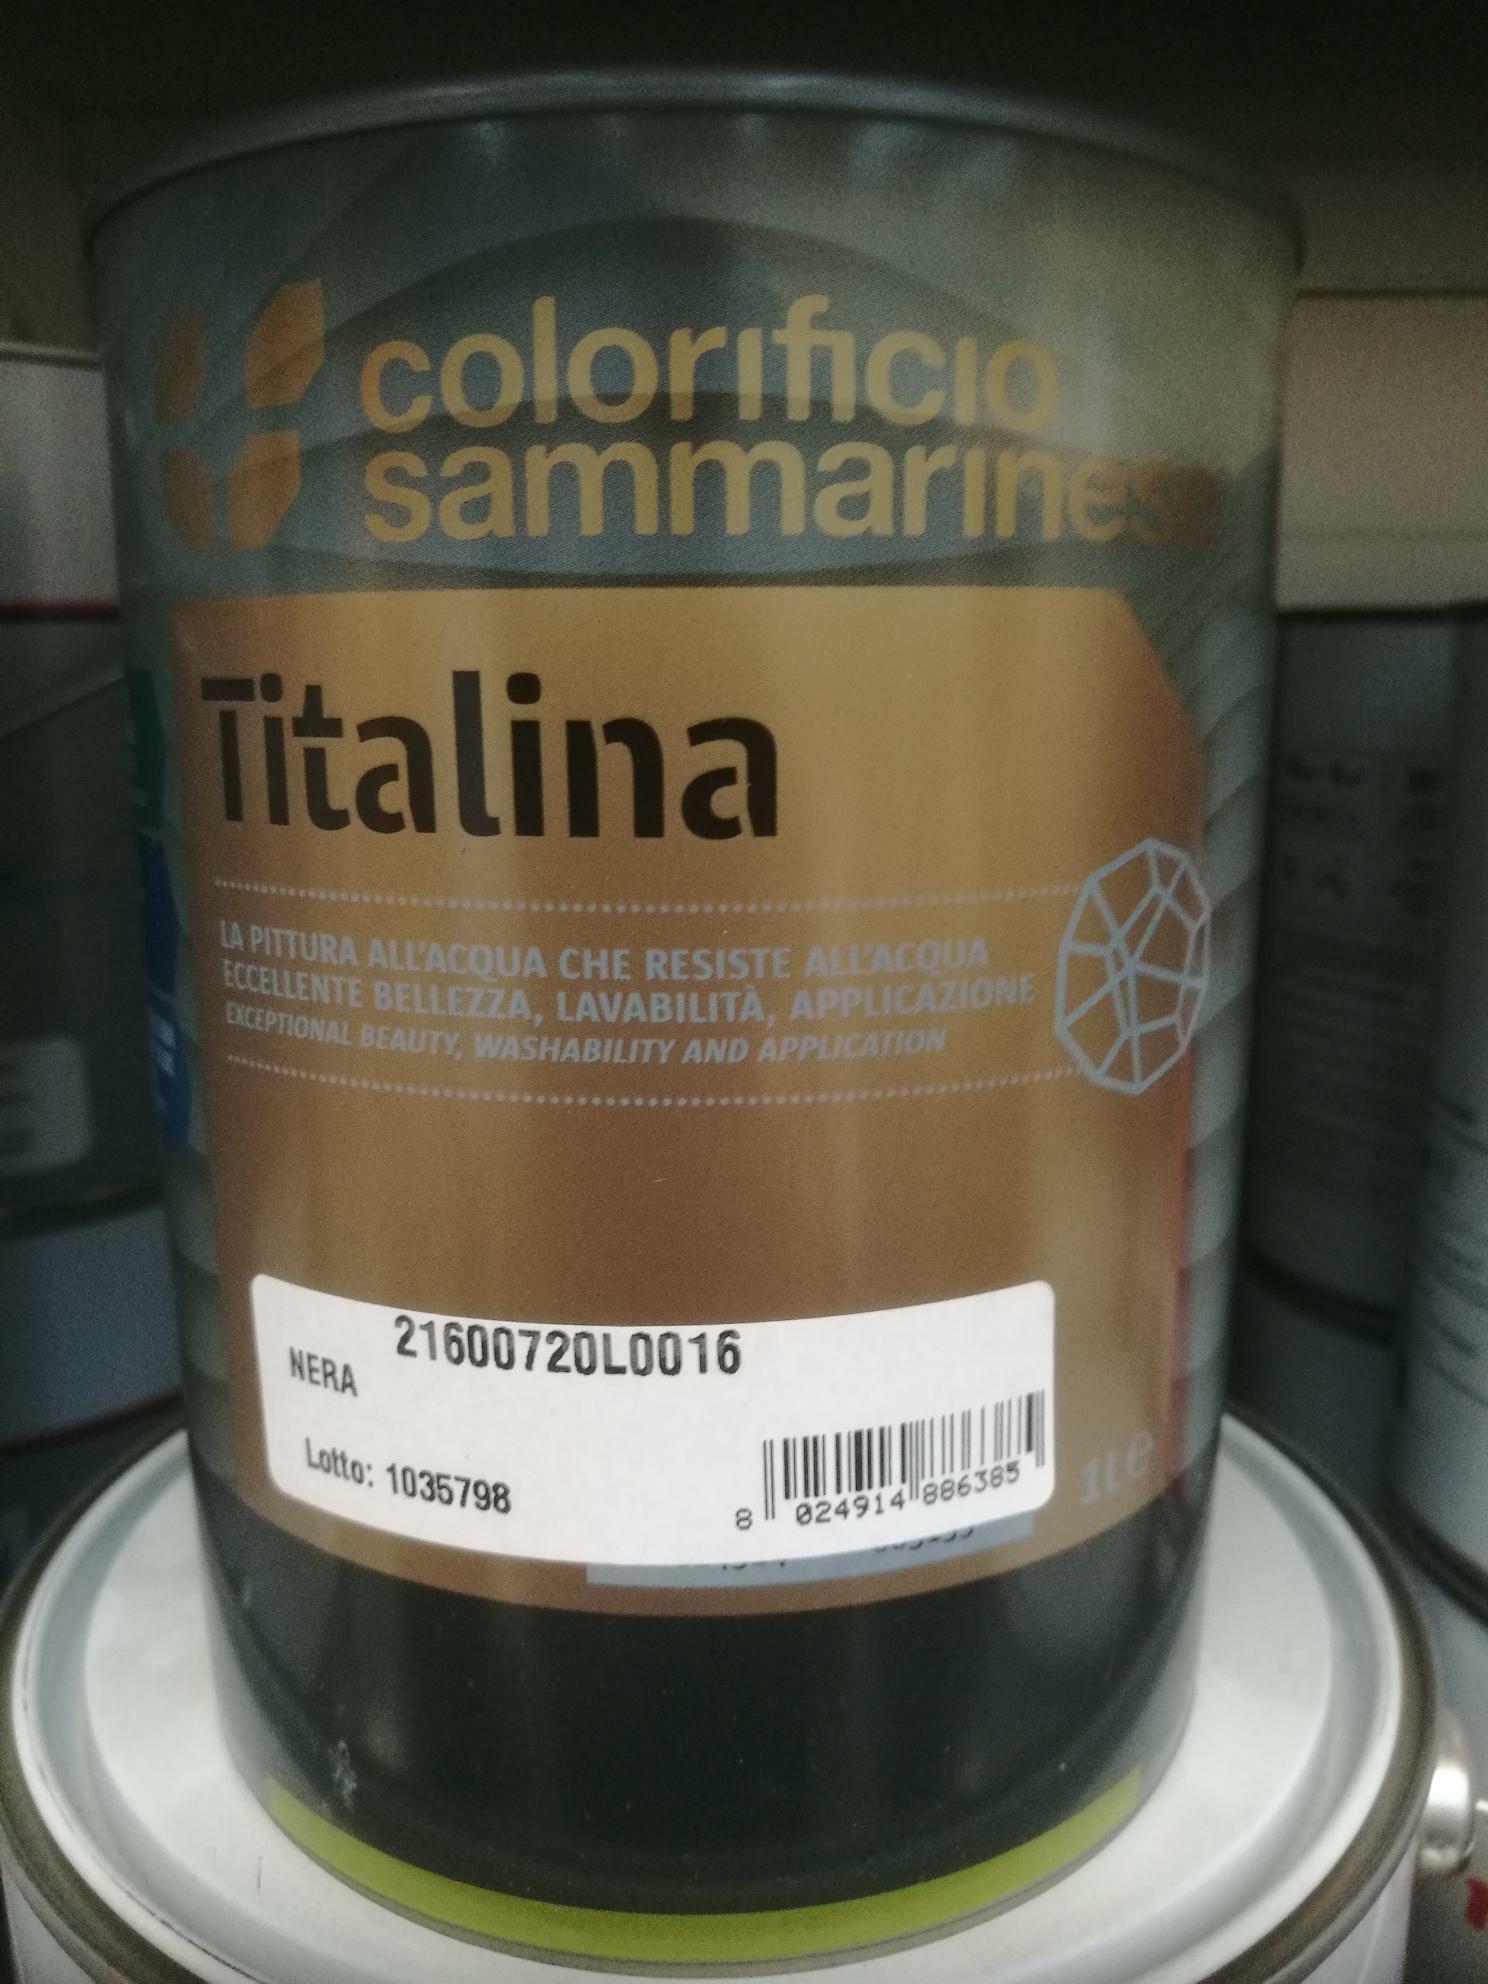 colorificio
sammarinese
Titalina
LA PITTURA ALL'ACQUA CHE RESISTE ALL'ACQUA
ECCELLENTE BELLEZZA, LAVABILITÀ, APPLICAZIONE
EXCEPTIONAL BEAUTY, WASHABILITY AND APPLICATION
21600720L0016
NERA
Lotto: 1035798
8 024914 886385
1L e